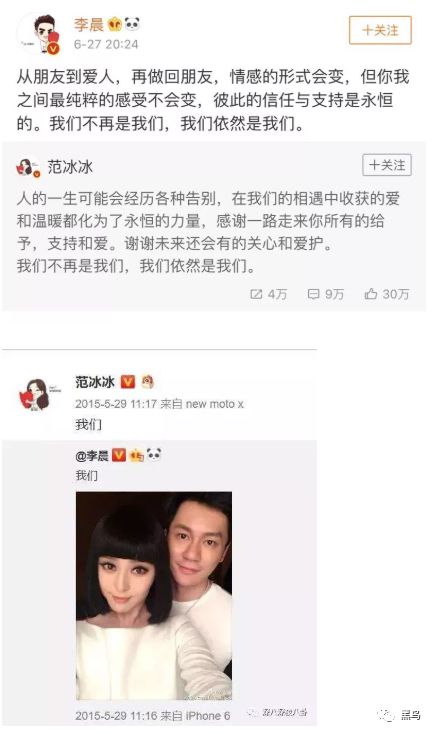 李晨
6-27 20:24
+关注
从朋友到爱人，再做回朋友，情感的形式会变，但你我
之间最纯粹的感受不会变，彼此的信任与支持是永恒
的。我们不再是我们，我们依然是我们。
范冰冰
+关注
人的一生可能会经历各种告别，在我们的相遇中收获的爱
和温暖都化为了永恒的力量，感谢一路走来你所有的给
予，支持和爱。谢谢未来还会有的关心和爱护。
我们不再是我们，我们依然是我们。
4万 9万 30万
范冰冰
2015-5-29 11:17 来自 new moto x
我们
@李晨
我们
2015-5-29 11:16 来自 iPhone 6
黑鸟